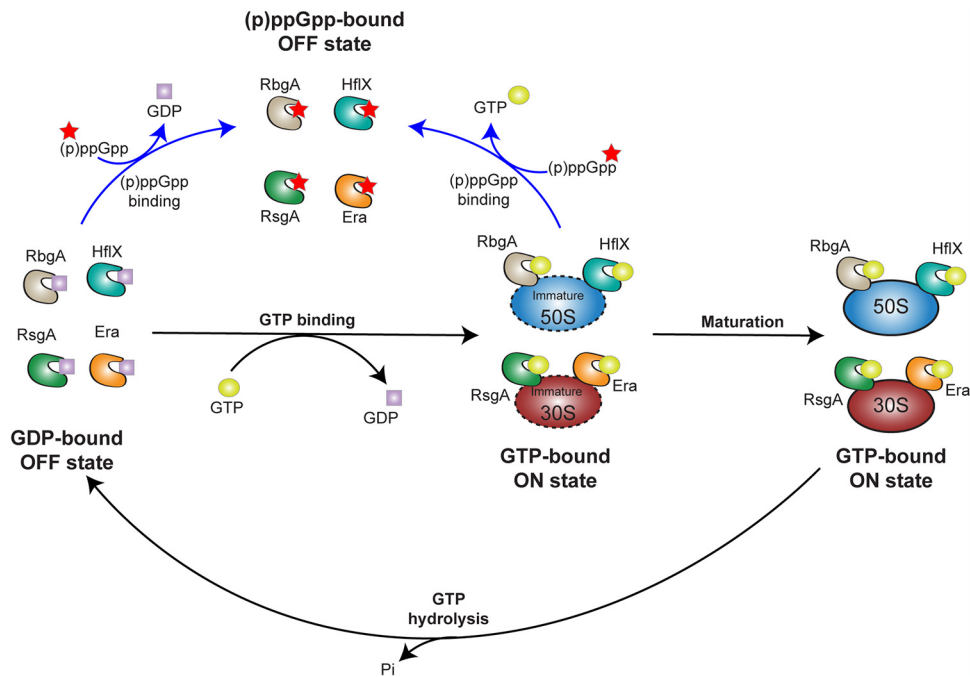 (p)ppGpp-bound
OFF state
RbgA
HflX
GDP
GTP
(p)ppGpp
(p)ppGpp
binding
(p)ppGpp
binding
(p)ppGpp
RsgA
Era
RbgA
HflX
RsgA
Era
GDP-bound
OFF state
GTP binding
GTP
GDP
RbgA
HflX
Immature
50S
RsgA
Era
Immature
30S
GTP-bound
ON state
Maturation
RbgA
HflX
50S
RsgA
Era
30S
GTP-bound
ON state
GTP
hydrolysis
Pi